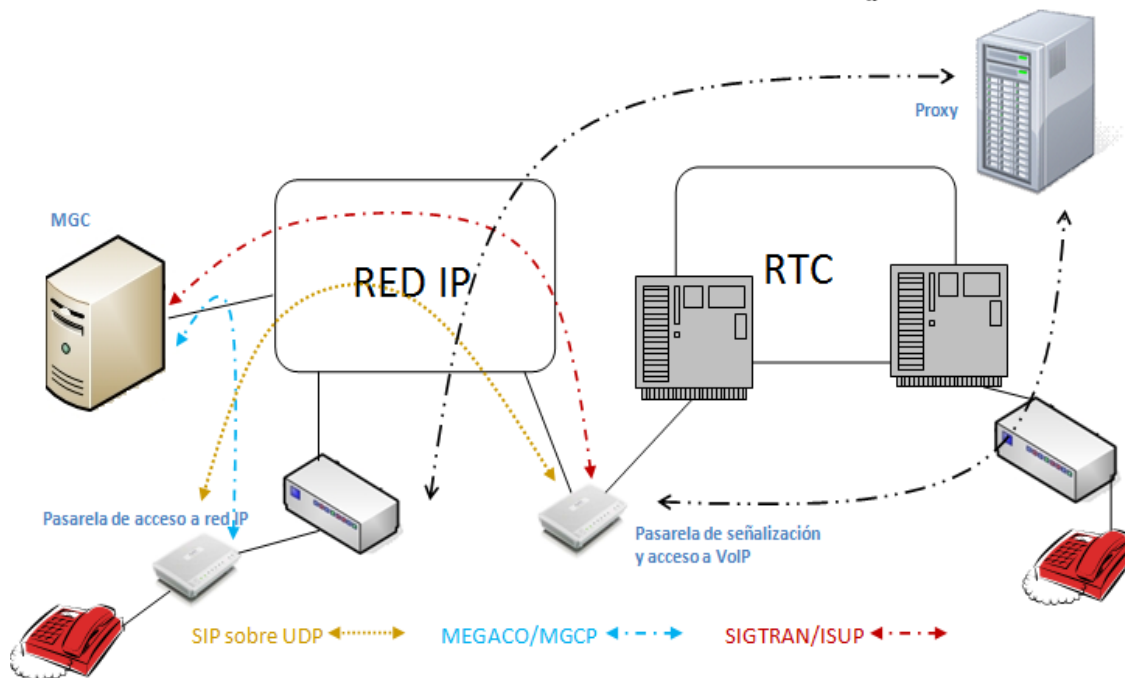 Proxy
MGC
RED IP
RTC
Pasarela de acceso a red IP
Pasarela de señalización
y acceso a VoIP
SIP sobre UDP
MEGACO/MGCP
SIGTRAN/ISUP